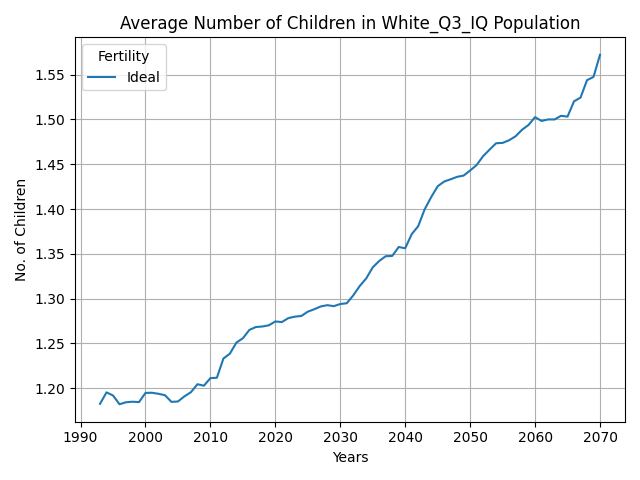 Average Number of Children in White_Q3_IQ Population
Fertility
Ideal
No. of Children
1.55
1.50
1.45
1.40
1.35
1.30
1.25
1.20
1990 2000 2010 2020 2030 2040 2050 2060 2070
Years